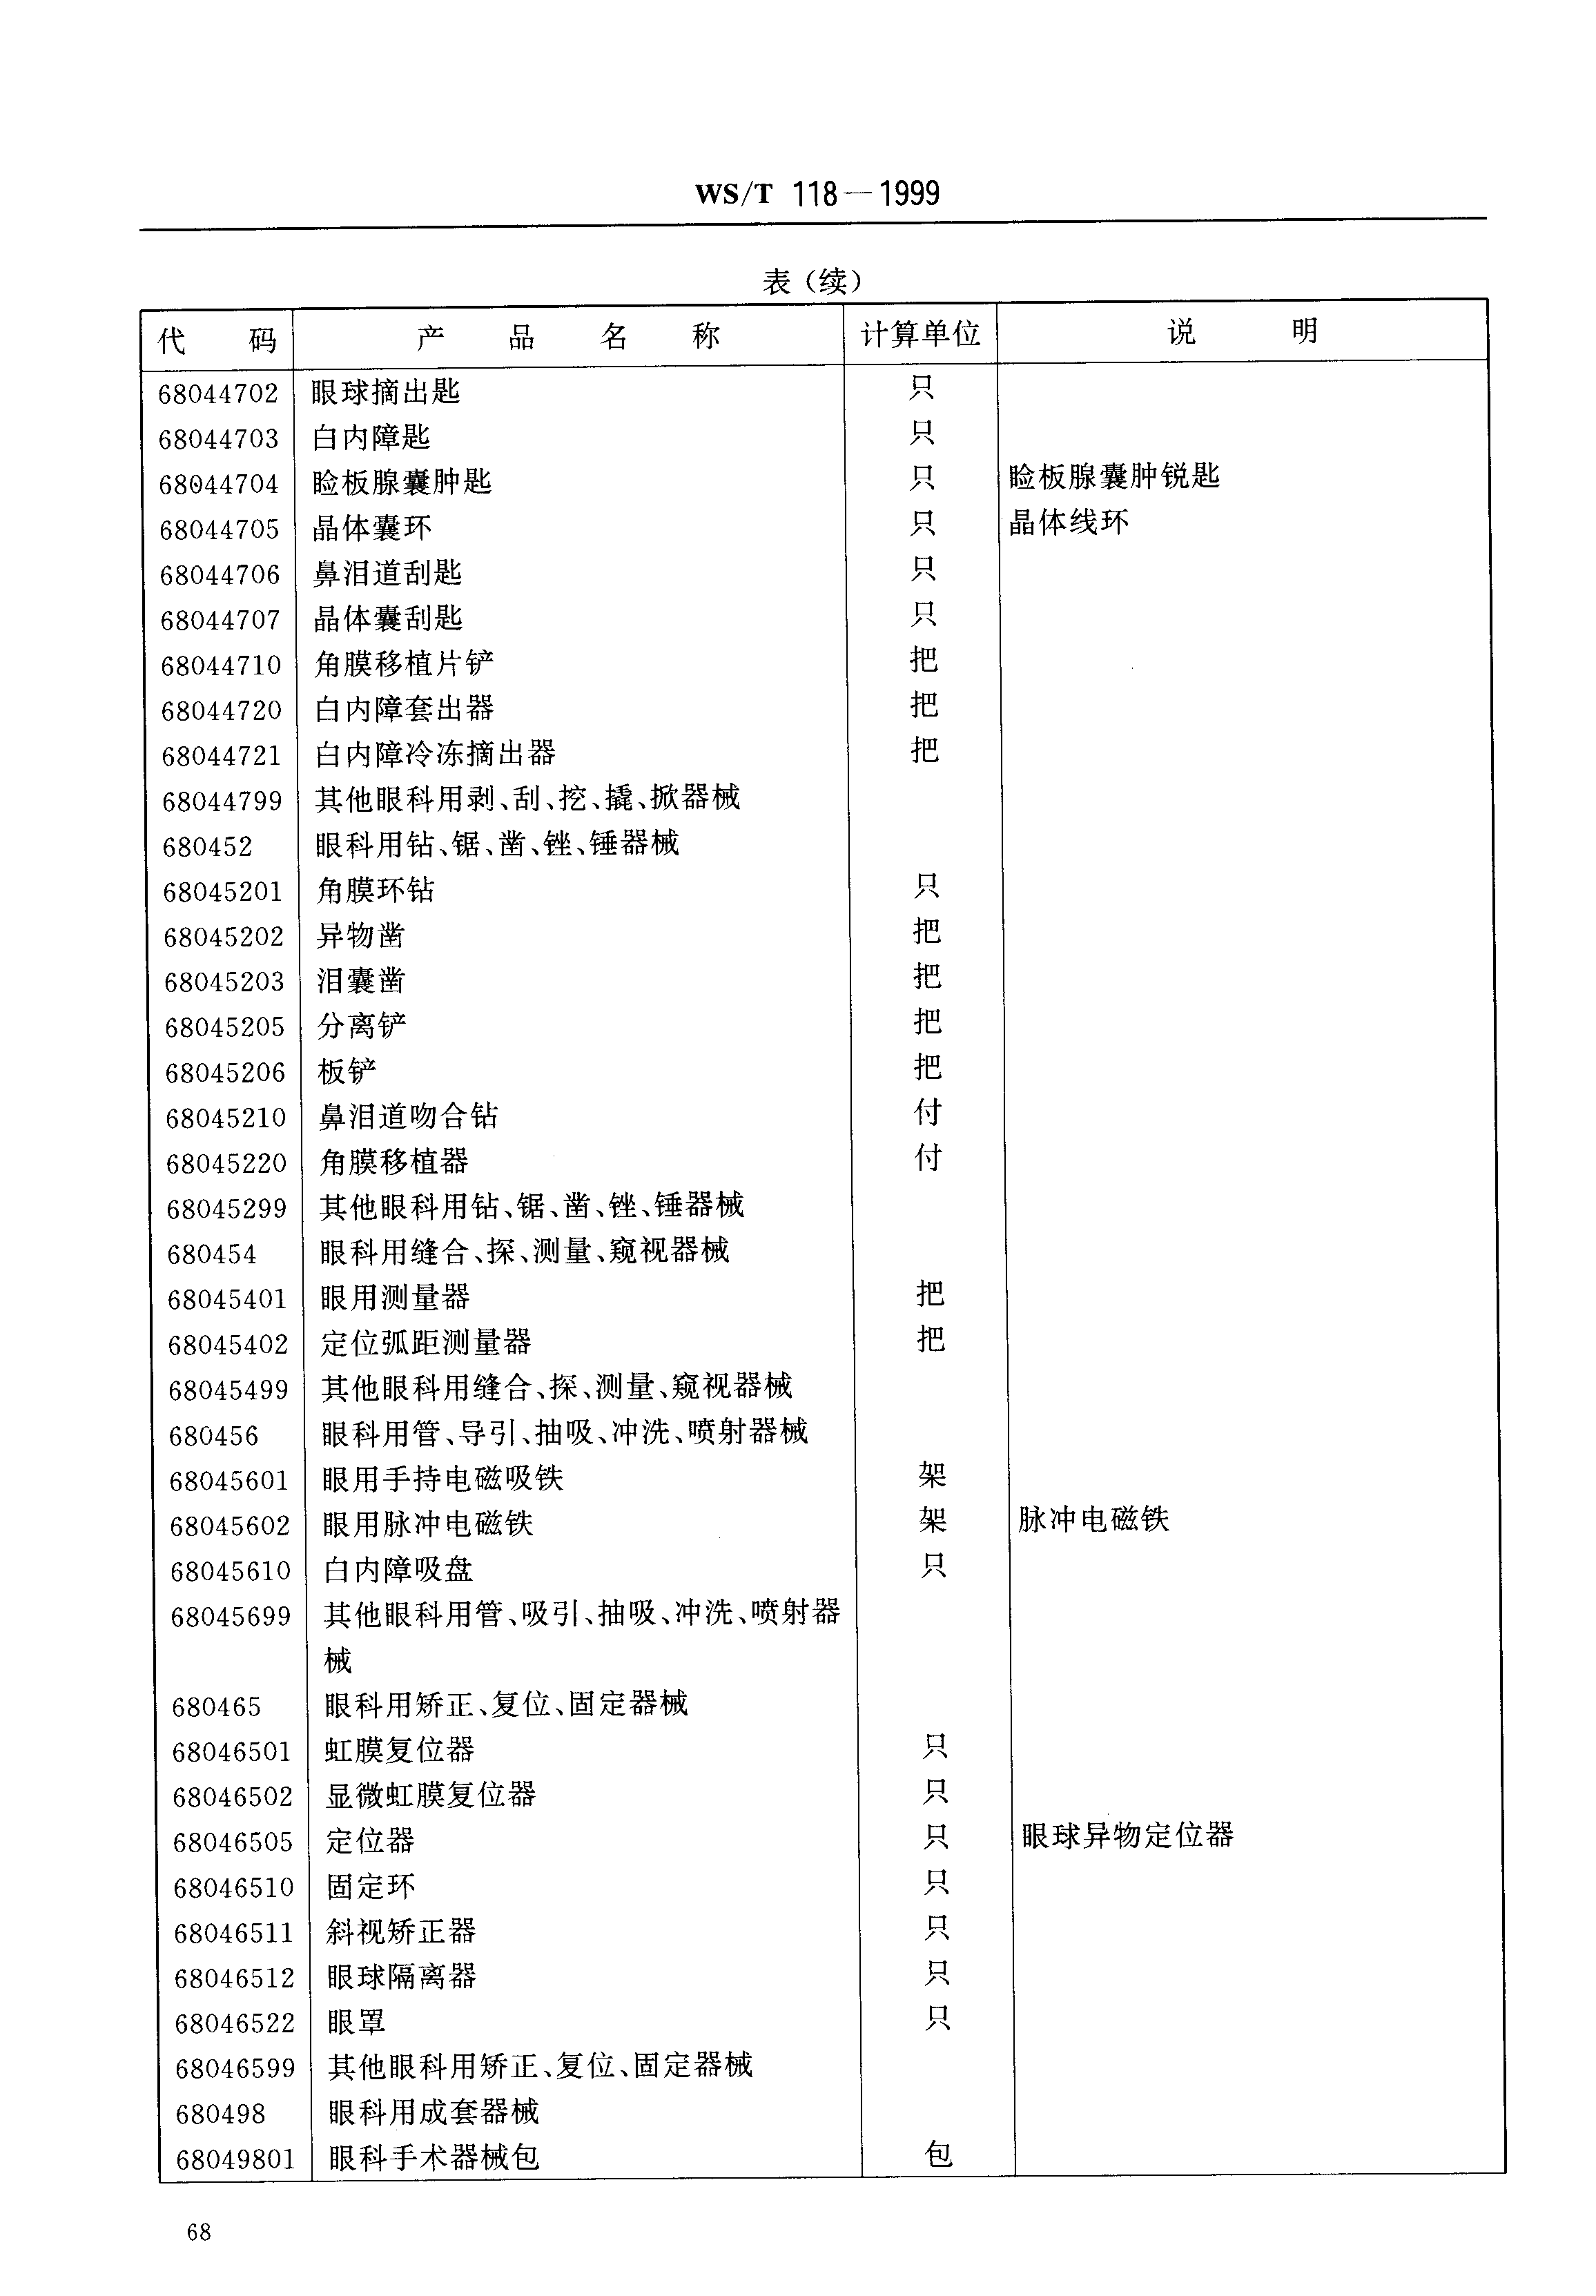 WS/T 118—1999
表（续）
代 码 产 品 名 称 计算单位 说 明
68044702 眼球摘出匙 只
68044703 白内障匙 只
68044704 睑板腺囊肿匙 只 睑板腺囊肿锐匙
68044705 晶体囊环 只 晶体线环
68044706 鼻泪道刮匙 只
68044707 晶体囊刮匙 只
68044710 角膜移植片铲 把
68044720 白内障套出器 把
68044721 白内障冷冻摘出器 把
68044799 其他眼科用剥、刮、挖、撬、掀器械
680452 眼科用钻、锯、凿、锉、锤器械
68045201 角膜环钻 只
68045202 异物凿 把
68045203 泪囊凿 把
68045205 分离铲 把
68045206 板铲 把
68045210 鼻泪道吻合钻 付
68045220 角膜移植器 付
68045299 其他眼科用钻、锯、凿、锉、锤器械
680454 眼科用缝合、探、测量、窥视器械
68045401 眼用测量器 把
68045402 定位弧距测量器 把
68045499 其他眼科用缝合、探、测量、窥视器械
680456 眼科用管、导引、抽吸、冲洗、喷射器械
68045601 眼用手持电磁吸铁 架
68045602 眼用脉冲电磁铁 架 脉冲电磁铁
68045610 白内障吸盘 只
68045699 其他眼科用管、吸引、抽吸、冲洗、喷射器
械
680465 眼科用矫正、复位、固定器械
68046501 虹膜复位器 只
68046502 显微虹膜复位器 只
68046505 定位器 只 眼球异物定位器
68046510 固定环 只
68046511 斜视矫正器 只
68046512 眼球隔离器 只
68046522 眼罩 只
68046599 其他眼科用矫正、复位、固定器械
680498 眼科用成套器械
68049801 眼科手术器械包 包
68